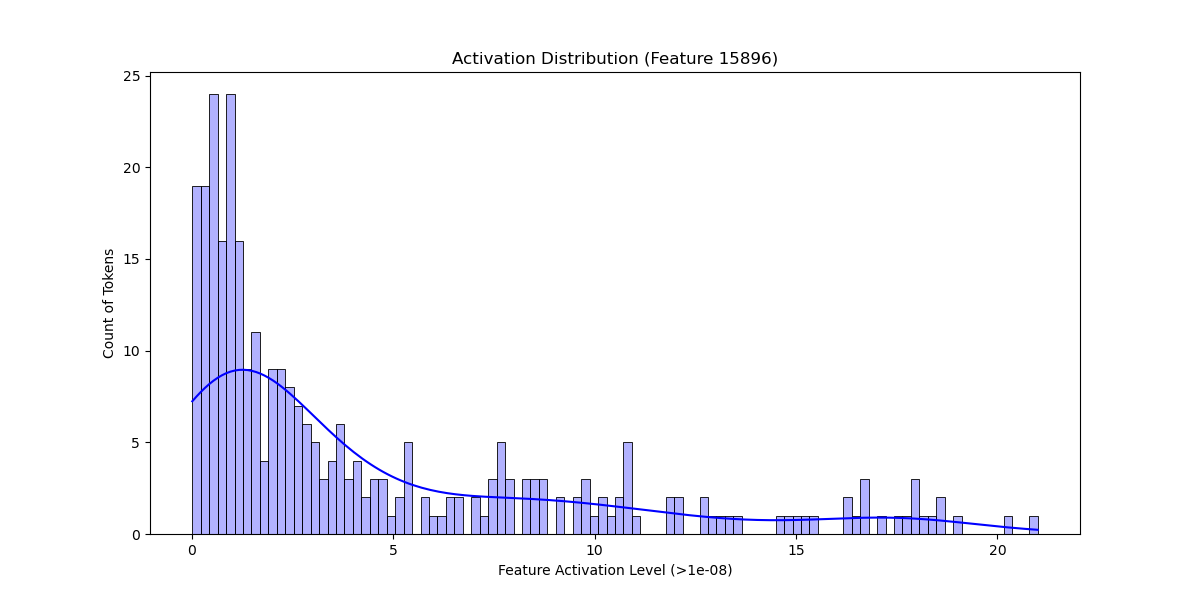 Activation Distribution (Feature 15896)
25
20
15
10
5
0
Count of Tokens
0 5 10 15 20
Feature Activation Level (>1e-08)